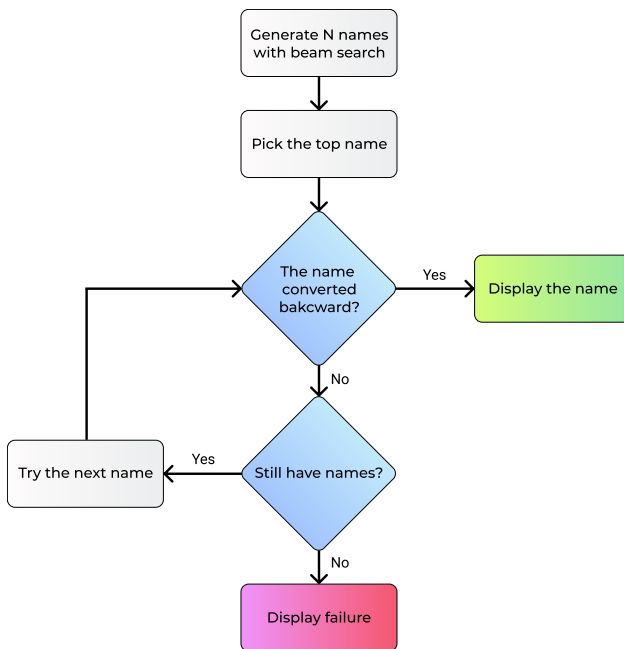 Generate N names
with beam search
Pick the top name
The name
converted
bakcward?
Yes
Display the name
No
Try the next name
Yes
Still have names?
No
Display failure